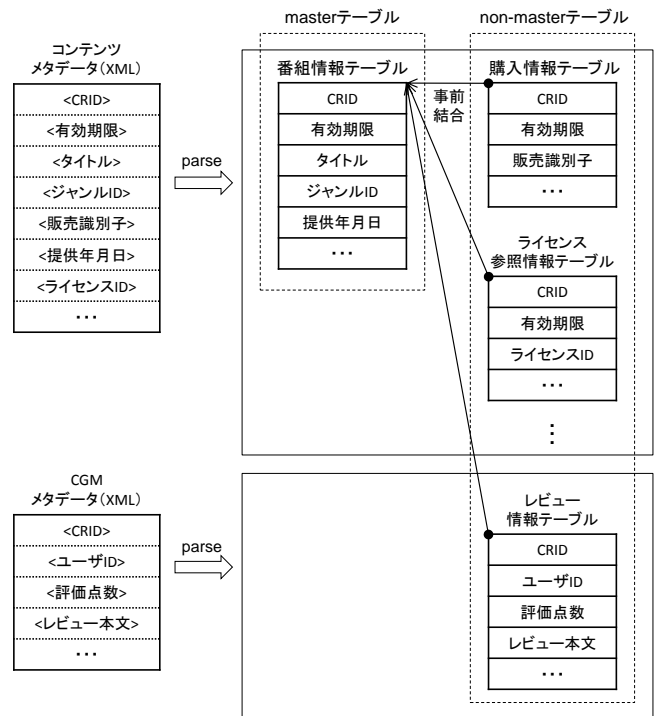 masterテーブル
non-masterテーブル
コンテンツ
メタデータ(XML)
<CRID>
<有効期限>
<タイトル>
<ジャンルID>
<販売識別子>
<提供年月日>
<ライセンスID>
・・・
parse
番組情報テーブル
CRID
有効期限
タイトル
ジャンルID
提供年月日
・・・
事前
結合
購入情報テーブル
CRID
有効期限
販売識別子
・・・
ライセンス
参照情報テーブル
CRID
有効期限
ライセンスID
・・・
・・・
CGM
メタデータ(XML)
<CRID>
<ユーザID>
<評価点数>
<レビュー本文>
・・・
parse
レビュー
情報テーブル
CRID
ユーザID
評価点数
レビュー本文
・・・